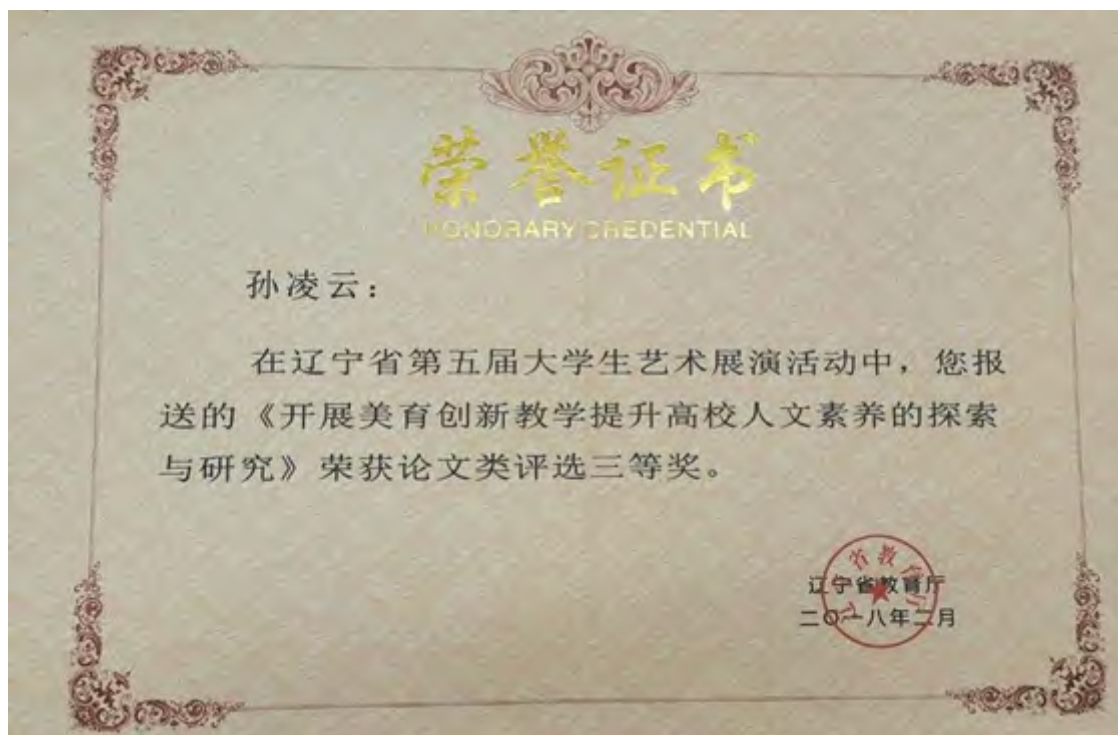 荣誉证书
HONORARY CREDENTIAL
孙凌云：
在辽宁省第五届大学生艺术展演活动中，您报
送的《开展美育创新教学提升高校人文素养的探索
与研究》荣获论文类评选三等奖。
辽宁省教育厅
二〇一八年二月